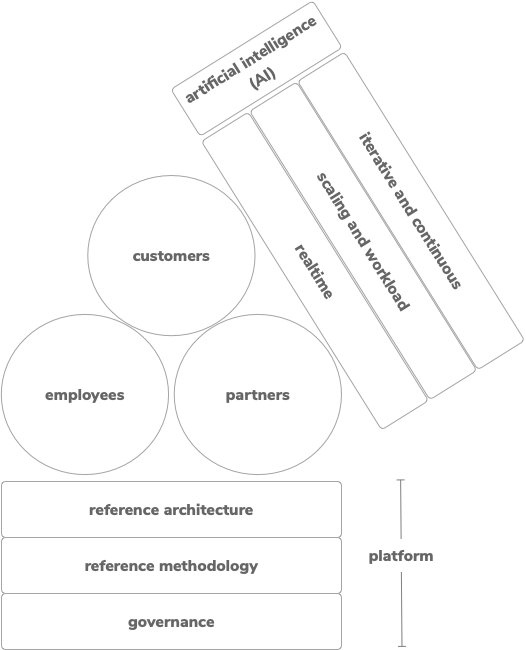 artificial intelligence
(AI)
iterative and continuous
scaling and workload
realtime
customers
employees
partners
reference architecture
reference methodology
governance
platform